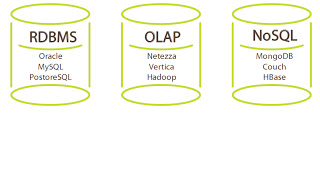 RDBMS
Oracle
MySQL
PostoreSQL
OLAP
Netezza
Vertica
Hadoop
NoSQL
MongoDB
Couch
HBase